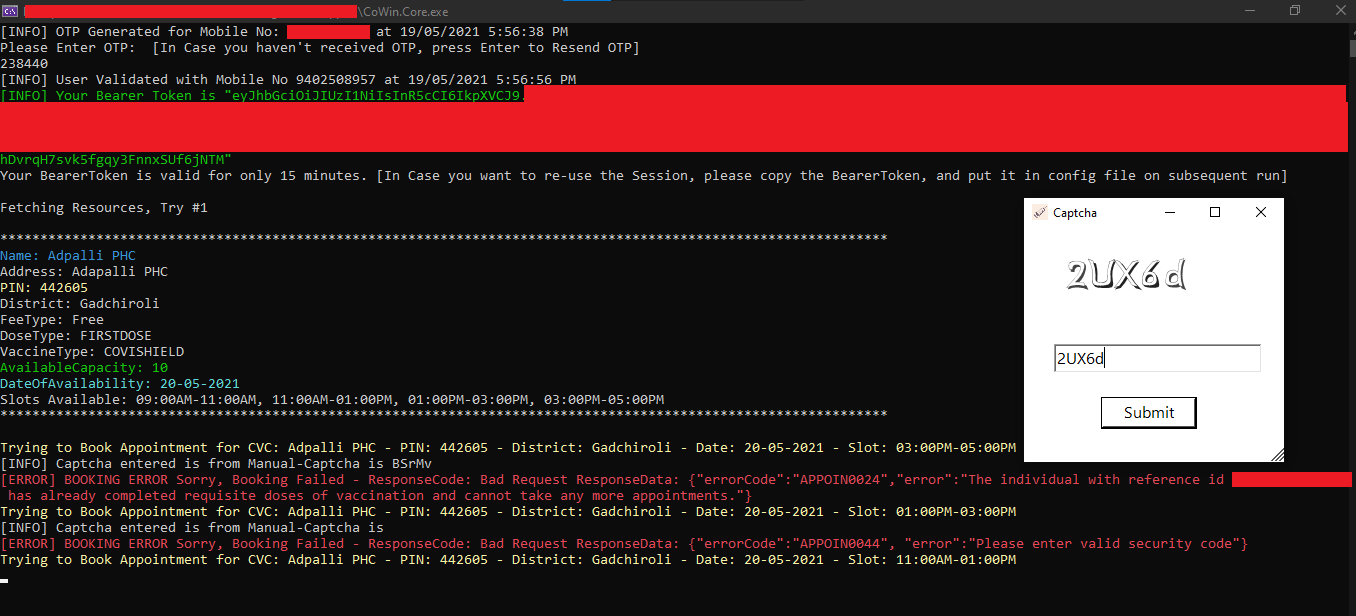 \CoWin.Core.exe
[INFO] OTP Generated for Mobile No: at 19/05/2021 5:56:38 PM
Please Enter OTP:  [In Case you haven't received OTP, press Enter to Resend OTP]
238440
[INFO] User Validated with Mobile No 9402508957 at 19/05/2021 5:56:56 PM
[INFO] Your Bearer Token is "eyJhbGciOiJIUzI1NiIsInR5cCI6IkpXVCJ9.
hDvrqH7svk5fgqy3FnnxSUf6jNTM"
Your BearerToken is valid for only 15 minutes. [In Case you want to re-use the Session, please copy the BearerToken, and put it in config file on subsequent run]
Fetching Resources, Try #1
***************************************************************************************************************
Name: Adpalli PHC
Address: Adapalli PHC
PIN: 442605
District: Gadchiroli
FeeType: Free
DoseType: FIRSTDOSE
VaccineType: COVISHIELD
AvailableCapacity: 10
DateOfAvailability: 20-05-2021
Slots Available: 09:00AM-11:00AM, 11:00AM-01:00PM, 01:00PM-03:00PM, 03:00PM-05:00PM
***************************************************************************************************************
Trying to Book Appointment for CVC: Adpalli PHC - PIN: 442605 - District: Gadchiroli - Date: 20-05-2021 - Slot: 03:00PM-05:00PM
[INFO] Captcha entered is from Manual-Captcha is BSrMv
[ERROR] BOOKING ERROR Sorry, Booking Failed - ResponseCode: Bad Request ResponseData: {"errorCode":"APPOIN0024","error":"The individual with reference id
has already completed requisite doses of vaccination and cannot take any more appointments."}
Trying to Book Appointment for CVC: Adpalli PHC - PIN: 442605 - District: Gadchiroli - Date: 20-05-2021 - Slot: 01:00PM-03:00PM
[INFO] Captcha entered is from Manual-Captcha is
[ERROR] BOOKING ERROR Sorry, Booking Failed - ResponseCode: Bad Request ResponseData: {"errorCode":"APPOIN0044", "error":"Please enter valid security code"}
Trying to Book Appointment for CVC: Adpalli PHC - PIN: 442605 - District: Gadchiroli - Date: 20-05-2021 - Slot: 11:00AM-01:00PM
Captcha
2UX6d
2UX6d
Submit